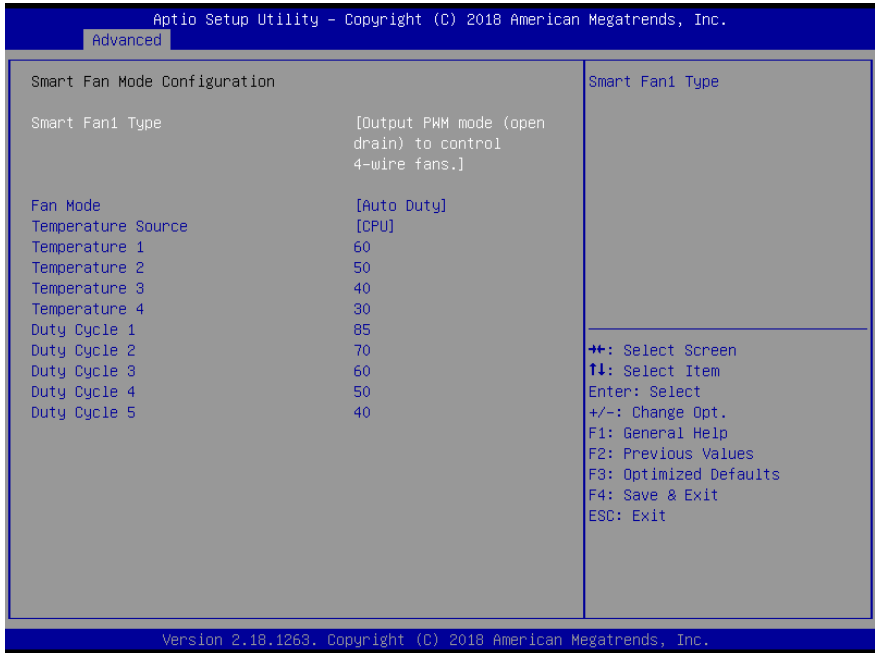 Aptio Setup Utility – Copyright (C) 2018 American Megatrends, Inc.
Advanced
Smart Fan Mode Configuration
Smart Fan1 Type [Output PWM mode (open
drain) to control
4-wire fans.]
Fan Mode [Auto Duty]
Temperature Source [CPU]
Temperature 1 60
Temperature 2 50
Temperature 3 40
Temperature 4 30
Duty Cycle 1 85
Duty Cycle 2 70
Duty Cycle 3 60
Duty Cycle 4 50
Duty Cycle 5 40
Smart Fan1 Type
→←: Select Screen
↑↓: Select Item
Enter: Select
+/-: Change Opt.
F1: General Help
F2: Previous Values
F3: Optimized Defaults
F4: Save & Exit
ESC: Exit
Version 2.18.1263. Copyright (C) 2018 American Megatrends, Inc.